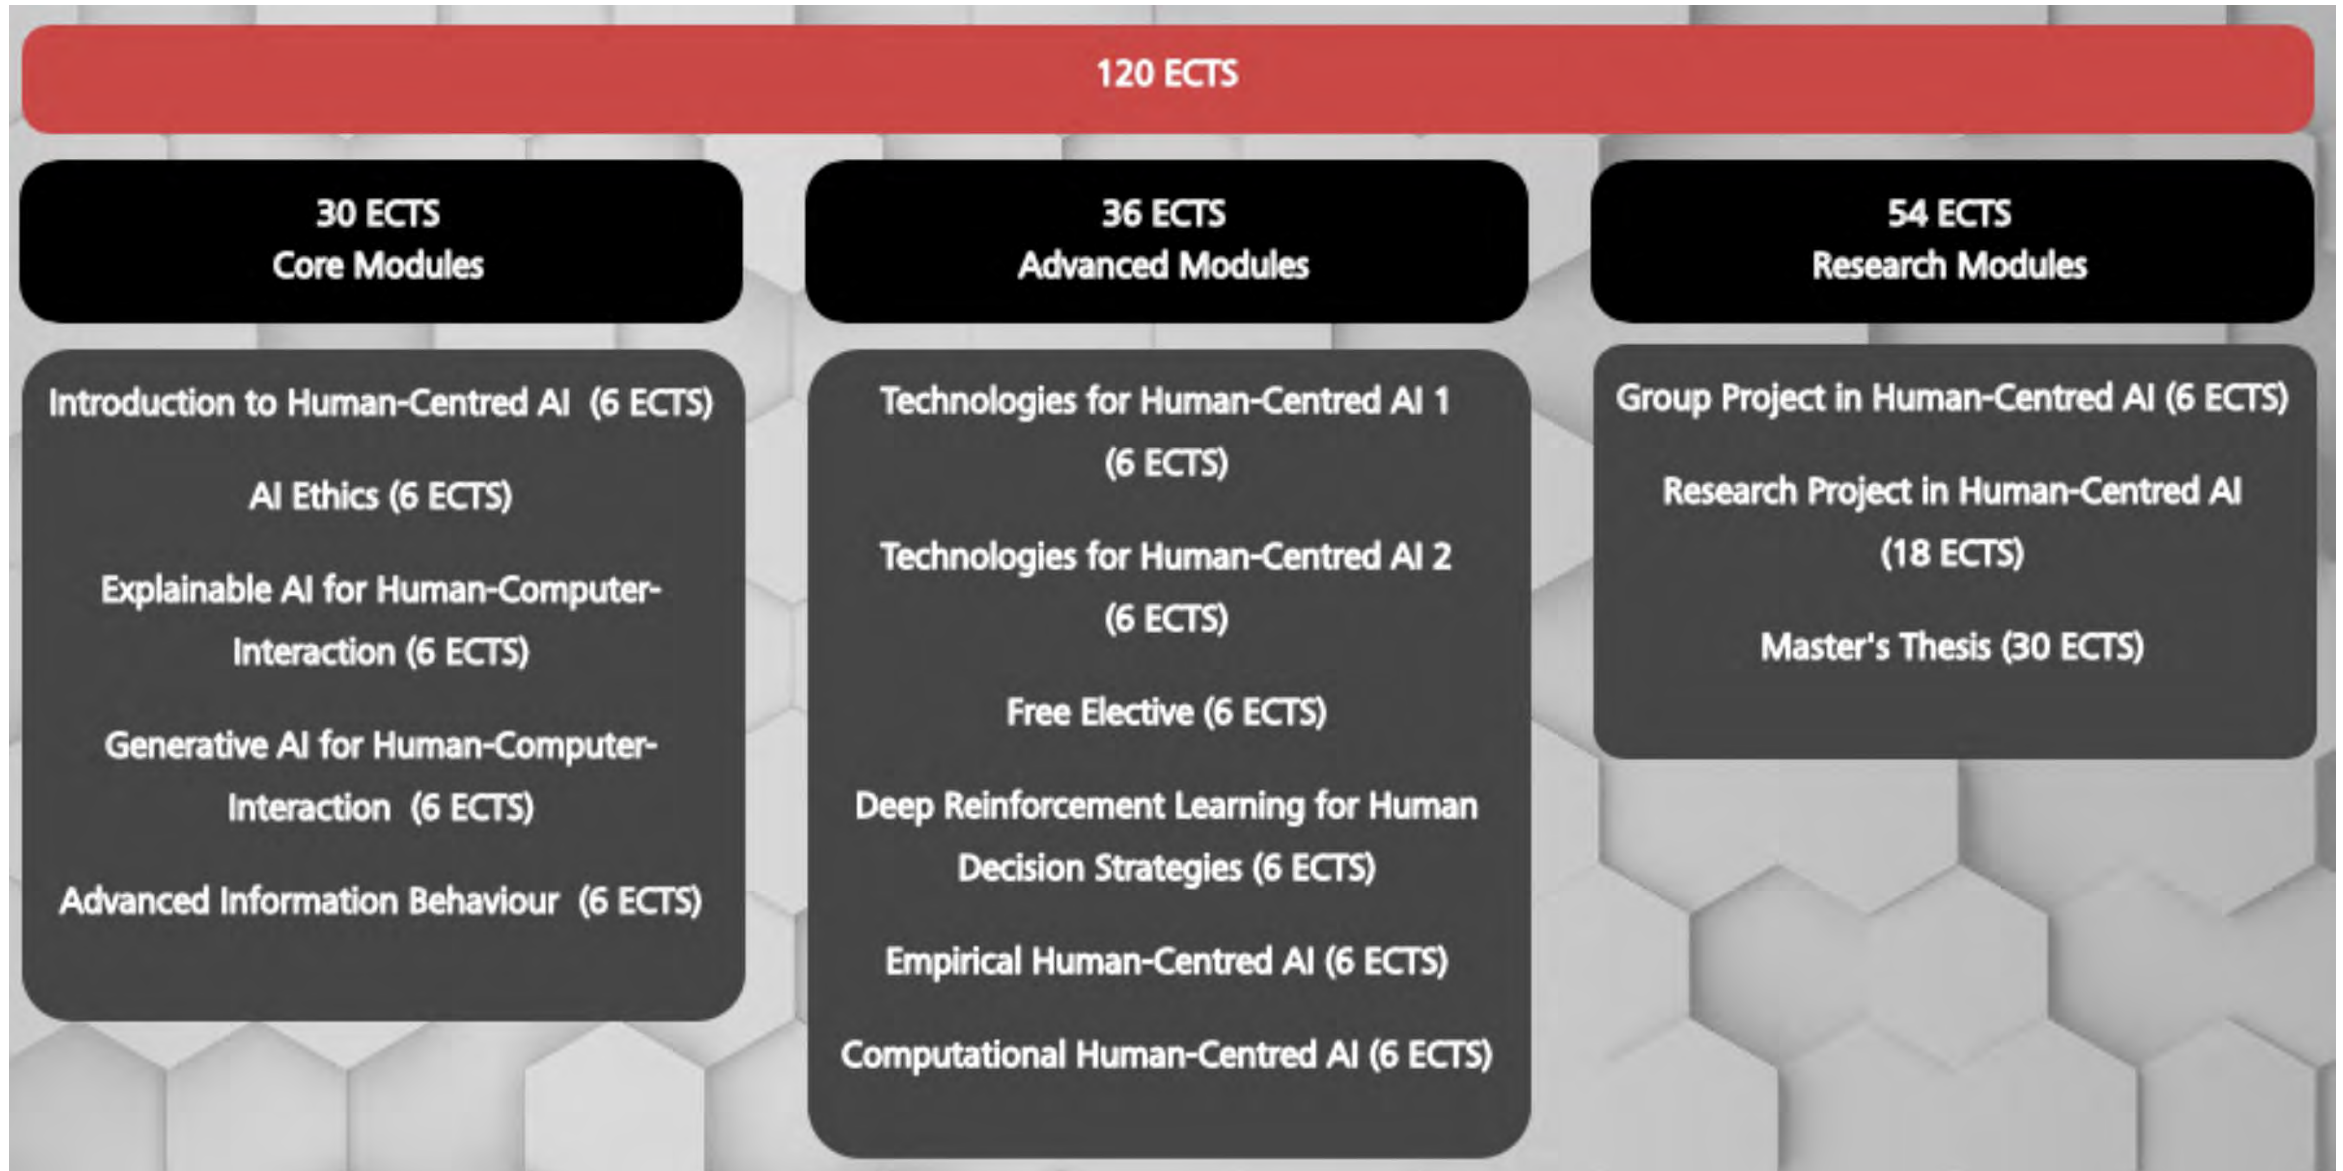 120 ECTS
30 ECTS
Core Modules
Introduction to Human-Centred AI (6 ECTS)
AI Ethics (6 ECTS)
Explainable AI for Human-Computer-
Interaction (6 ECTS)
Generative AI for Human-Computer-
Interaction (6 ECTS)
Advanced Information Behaviour (6 ECTS)
36 ECTS
Advanced Modules
Technologies for Human-Centred AI 1
(6 ECTS)
Technologies for Human-Centred AI 2
(6 ECTS)
Free Elective (6 ECTS)
Deep Reinforcement Learning for Human
Decision Strategies (6 ECTS)
Empirical Human-Centred AI (6 ECTS)
Computational Human-Centred AI (6 ECTS)
54 ECTS
Research Modules
Group Project in Human-Centred AI (6 ECTS)
Research Project in Human-Centred AI
(18 ECTS)
Master's Thesis (30 ECTS)